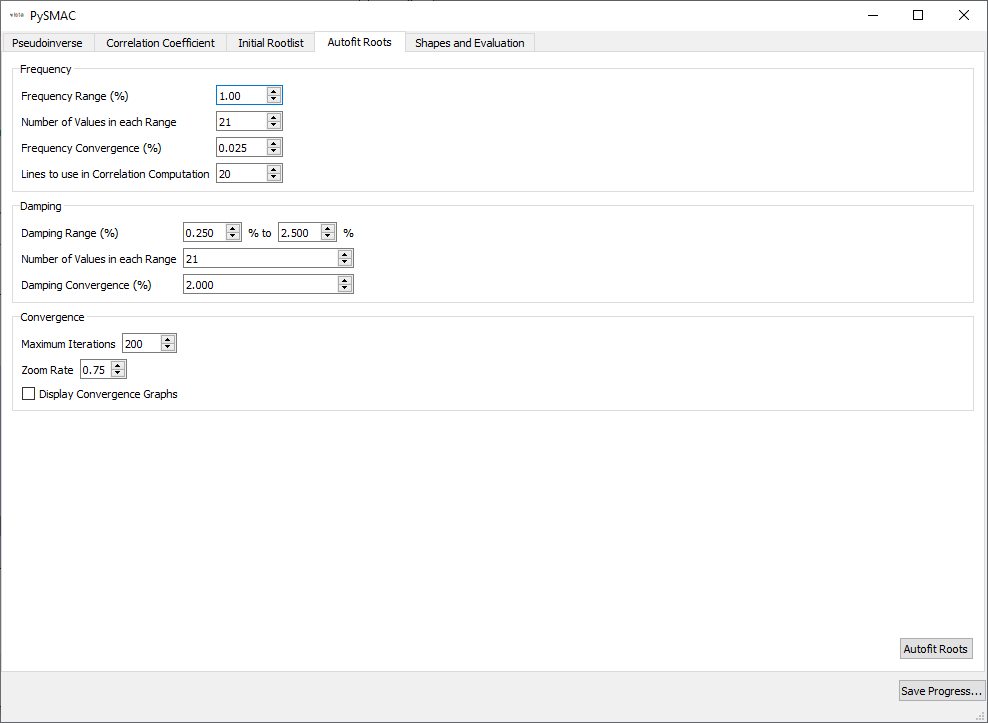 vista PySMAC
Pseudoinverse Correlation Coefficient Initial Rootlist Autofit Roots Shapes and Evaluation
Frequency
Frequency Range (%) 1.00
Number of Values in each Range 21
Frequency Convergence (%) 0.025
Lines to use in Correlation Computation 20
Damping
Damping Range (%) 0.250 % to 2.500 %
Number of Values in each Range 21
Damping Convergence (%) 2.000
Convergence
Maximum Iterations 200
Zoom Rate 0.75
Display Convergence Graphs
Autofit Roots
Save Progress...